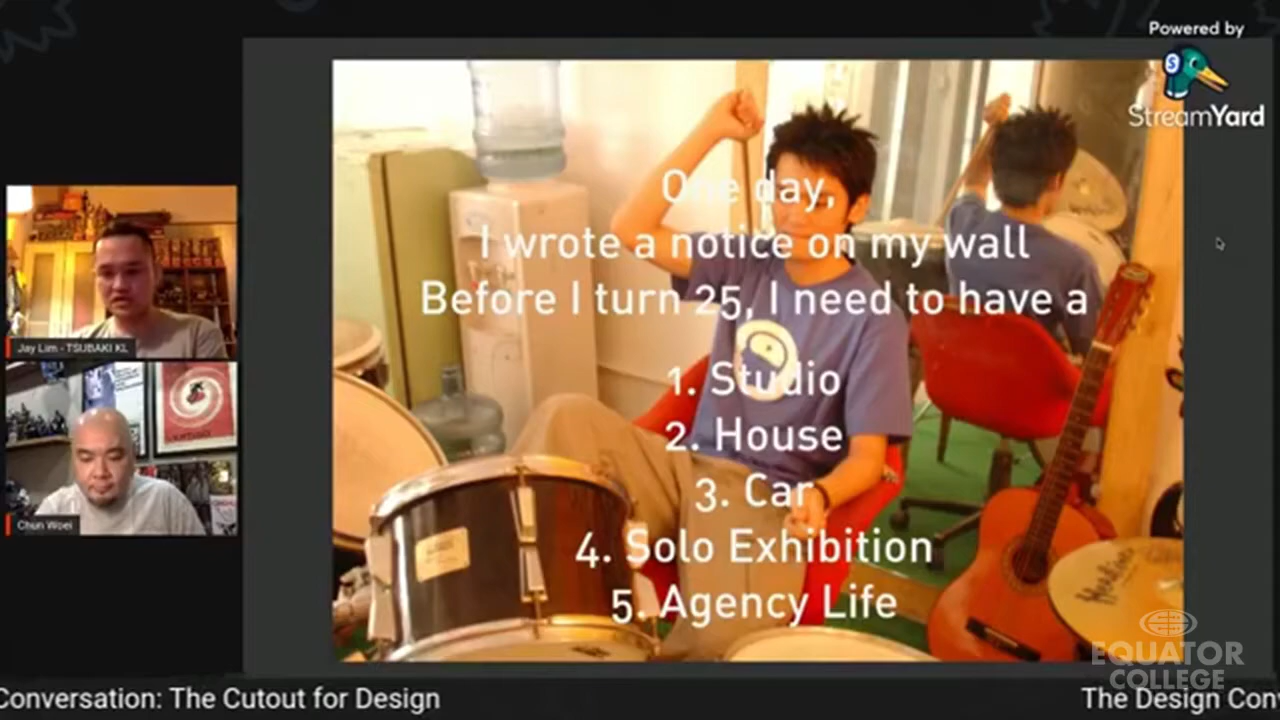 Powered by
StreamYard
One day,
I wrote a notice on my wall
Before I turn 25, I need to have a
1. Studio
2. House
3. Car
4. Solo Exhibition
5. Agency Life
Jay Lim - TSUBAKI KL
Chun Woei
EQUATOR
COLLEGE
Conversation: The Cutout for Design
The Design Con